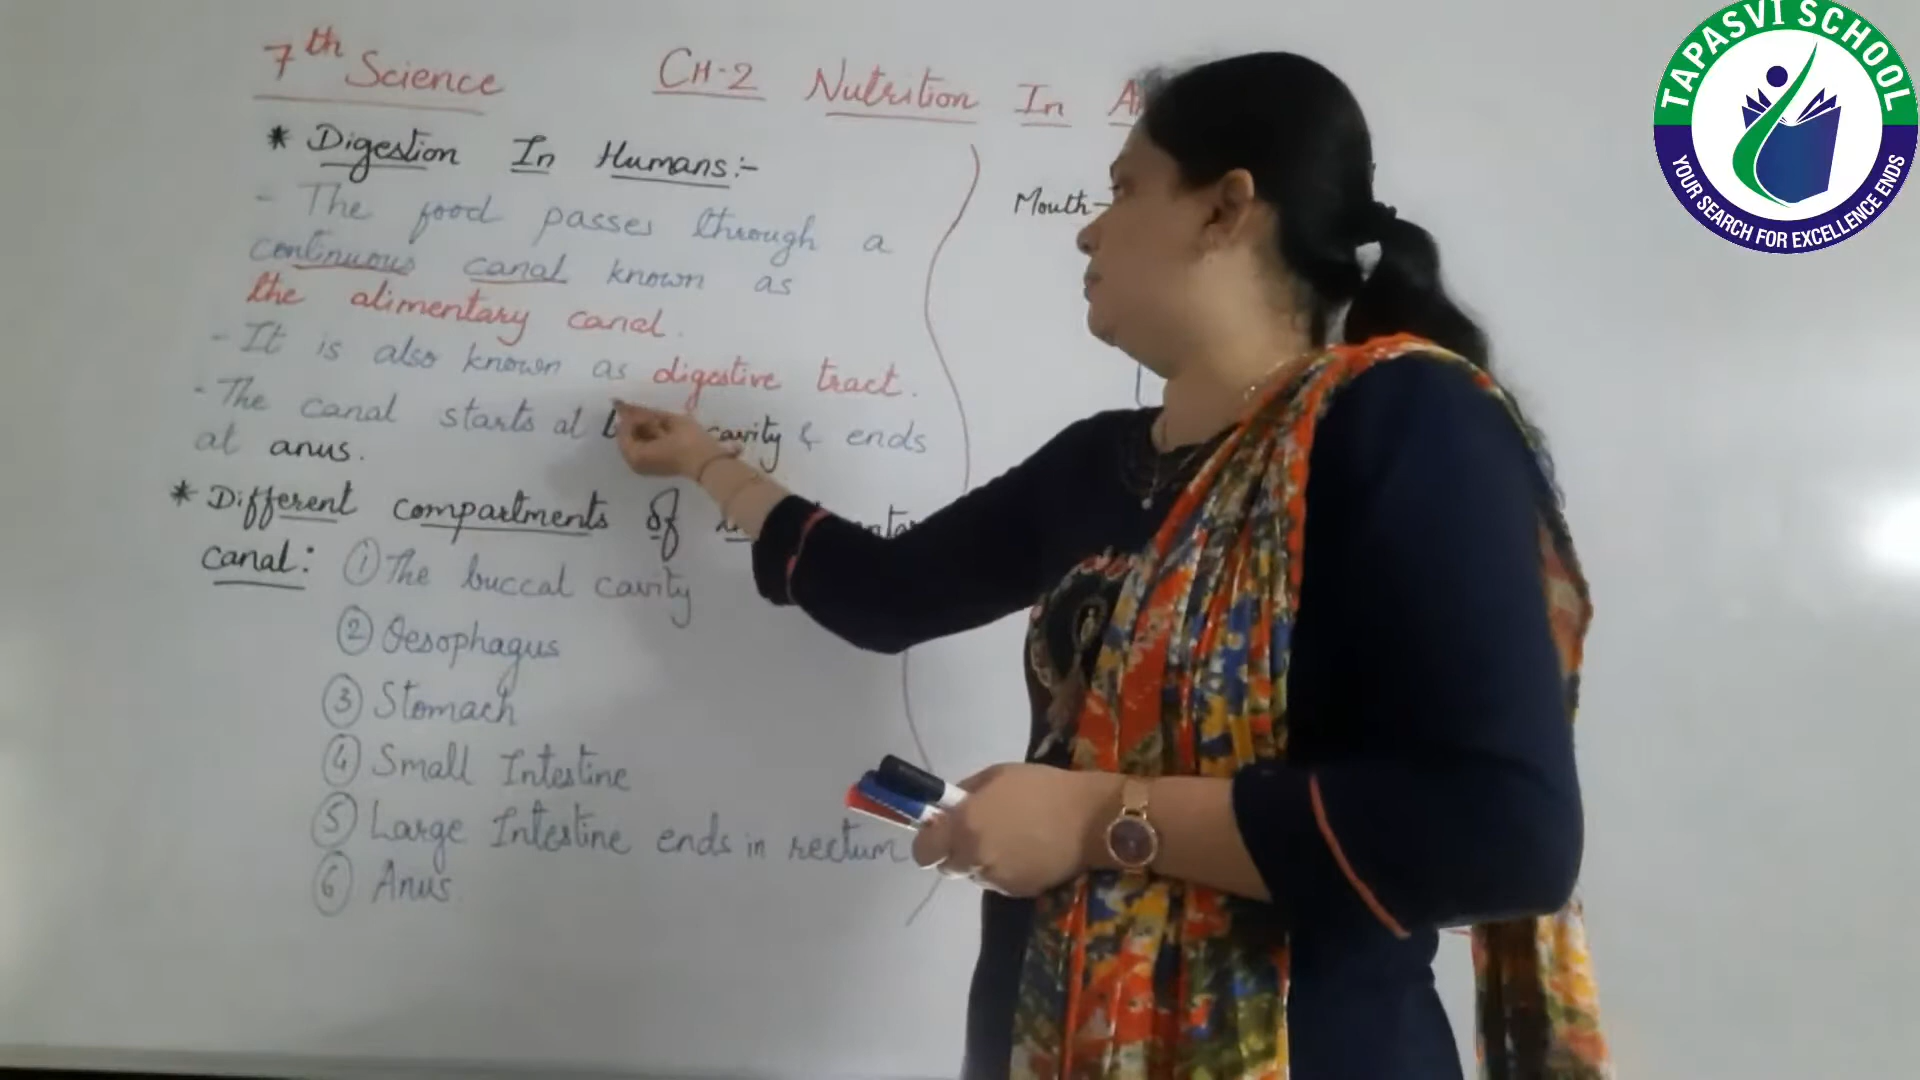 7th Science CH-2 Nutrition In
* Digestion In Humans:-
- The food passes through a
continuous canal known as
the alimentary canal.
- It is also known as digestive tract.
- The canal starts at cavity & ends
at anus.
* Different compartments of
canal: ① The buccal cavity
② Oesophagus
③ Stomach
④ Small Intestine
⑤ Large Intestine ends in rectum
⑥ Anus.
Mouth-
TAPASVI SCHOOL
YOUR SEARCH FOR EXCELLENCE ENDS